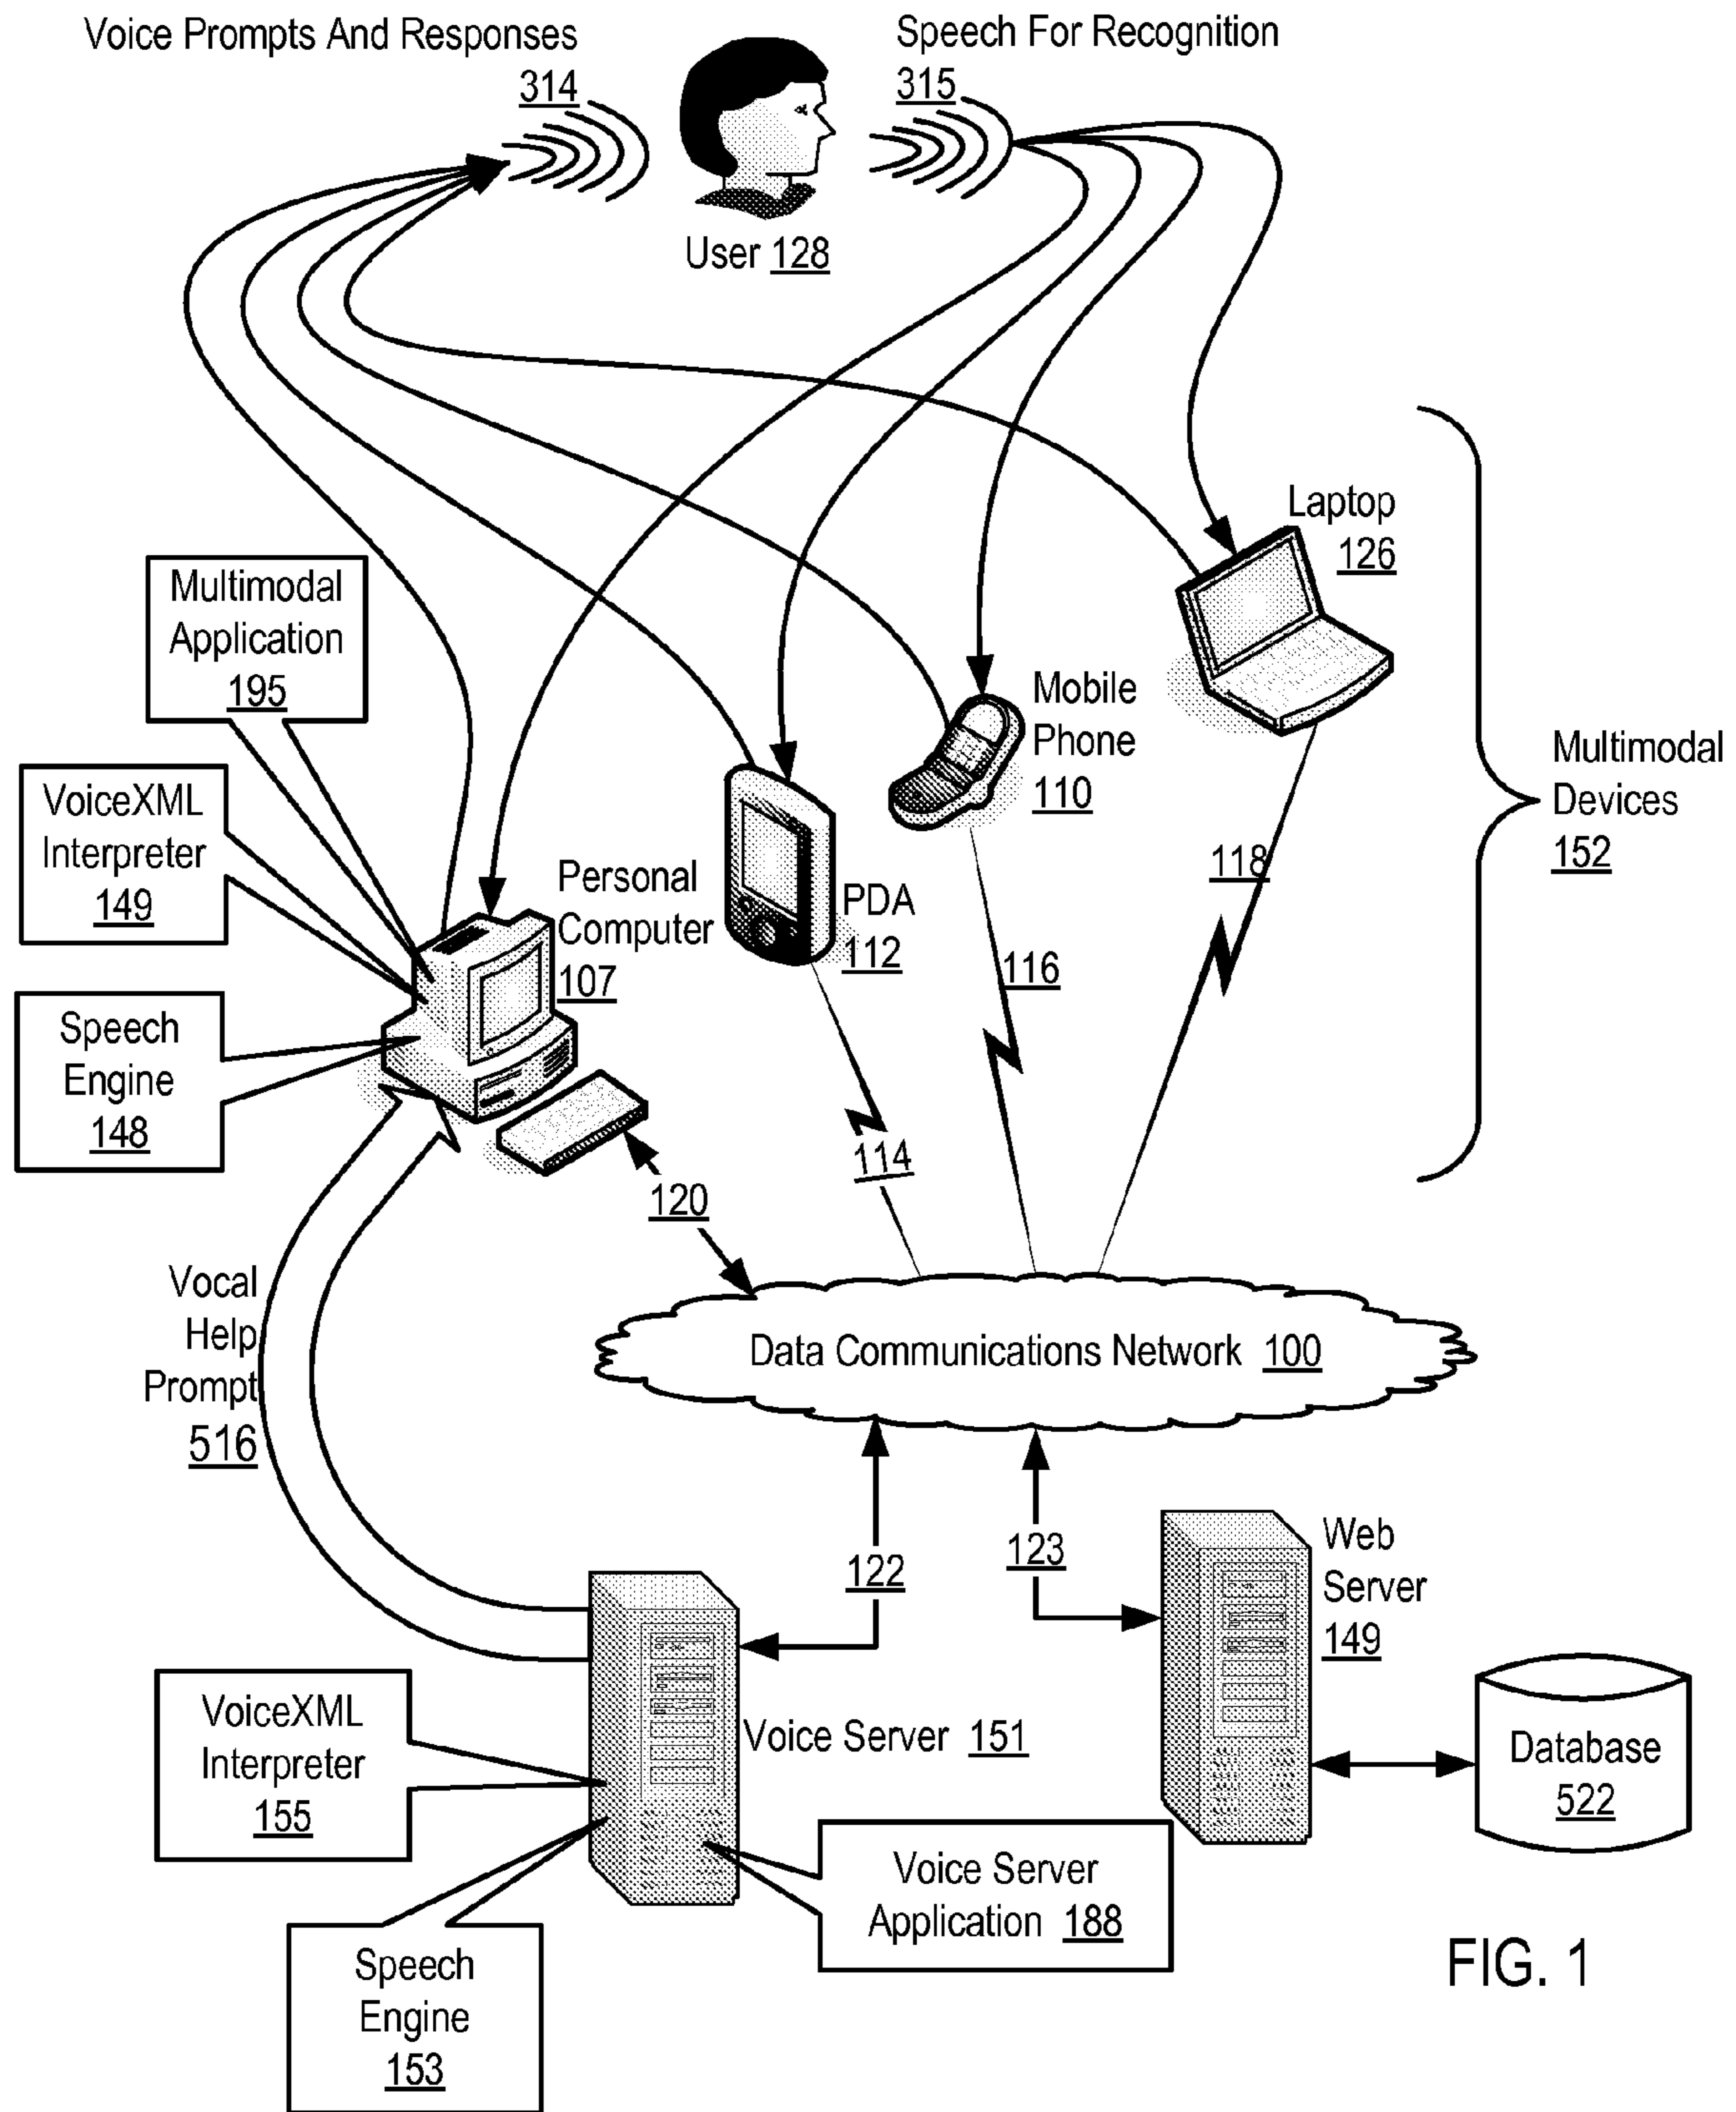 Voice Prompts And Responses
314
Speech For Recognition
315
User 128
Laptop
126
Multimodal
Application
195
Mobile
Phone
110
Multimodal
Devices
152
VoiceXML
Interpreter
149
Personal
Computer
107
PDA
112
118
116
Speech
Engine
148
114
120
Vocal
Help
Prompt
516
Data Communications Network 100
122
123
Web
Server
149
VoiceXML
Interpreter
155
Voice Server 151
Database
522
Voice Server
Application 188
Speech
Engine
153
FIG. 1